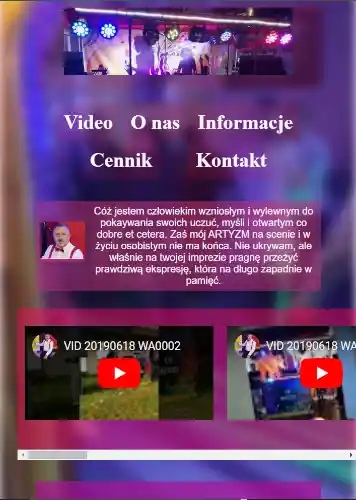 Video O nas Informacje
Cennik Kontakt
Cóż jestem człowiekim wzniosłym i wylewnym do
pokaywania swoich uczuć, myśli i otwartym co
dobre et cetera. Zaś mój ARTYZM na scenie i w
życiu osobistym nie ma końca. Nie ukrywam, ale
właśnie na twojej imprezie pragnę przeżyć
prawdziwą ekspresję, która na długo zapadnie w
pamięć.
VID 20190618 WA0002
VID 20190618 WA